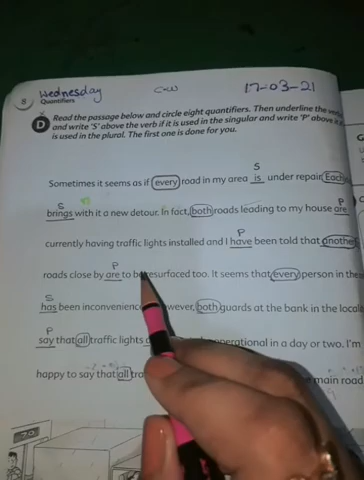 8 Wednesday C-W 17-03-21
Quantifiers
D Read the passage below and circle eight quantifiers. Then underline the
and write 'S' above the verb if it is used in the singular and write 'P' above it
is used in the plural. The first one is done for you.
S
Sometimes it seems as if every road in my area is under repair. Each
S P
brings with it a new detour. In fact, both roads leading to my house are
P
currently having traffic lights installed and I have been told that
P
roads close by are to be resurfaced too. It seems that every person in the
S
has been both guards at the bank in the
P
say that all traffic lights operational in a day or two. I'm
happy to say that all main road